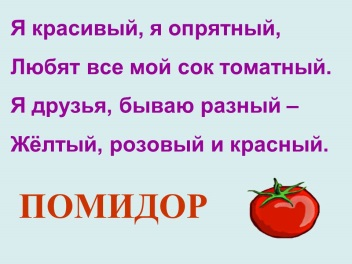 Я красивый, я опрятный,
Любят все мой сок томатный.
Я друзья, бываю разный –
Жёлтый, розовый и красный.
ПОМИДОР